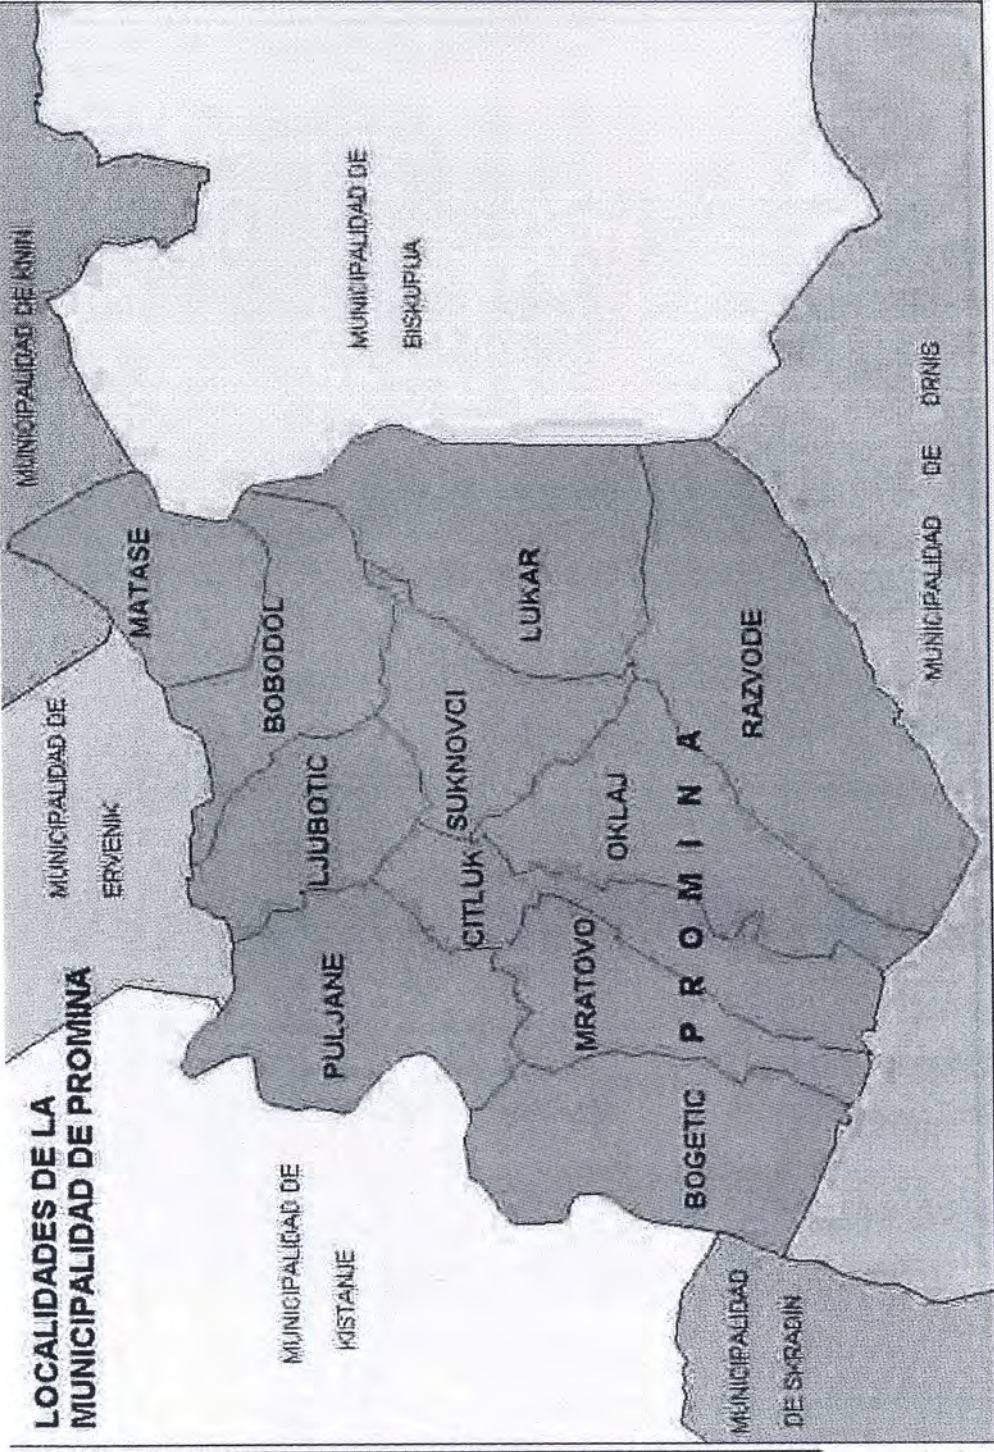 LOCALIDADES DE LA
MUNICIPALIDAD DE PROMINA
MUNICIPALIDAD DE
ERVENIK
MUNICIPALIDAD DE KNIN
MATASE
BOBODOL
MUNICIPALIDAD DE
BISKUPIJA
LJUBOTIC
PULJANE
MUNICIPALIDAD DE
KISTANJE
SUKNOVCI
CITLUK
LUKAR
OKLAJ
MRATOVO
PROMINA
RAZVODE
BOGETIC
MUNICIPALIDAD
DE SKRADIN
MUNICIPALIDAD DE DRNIS